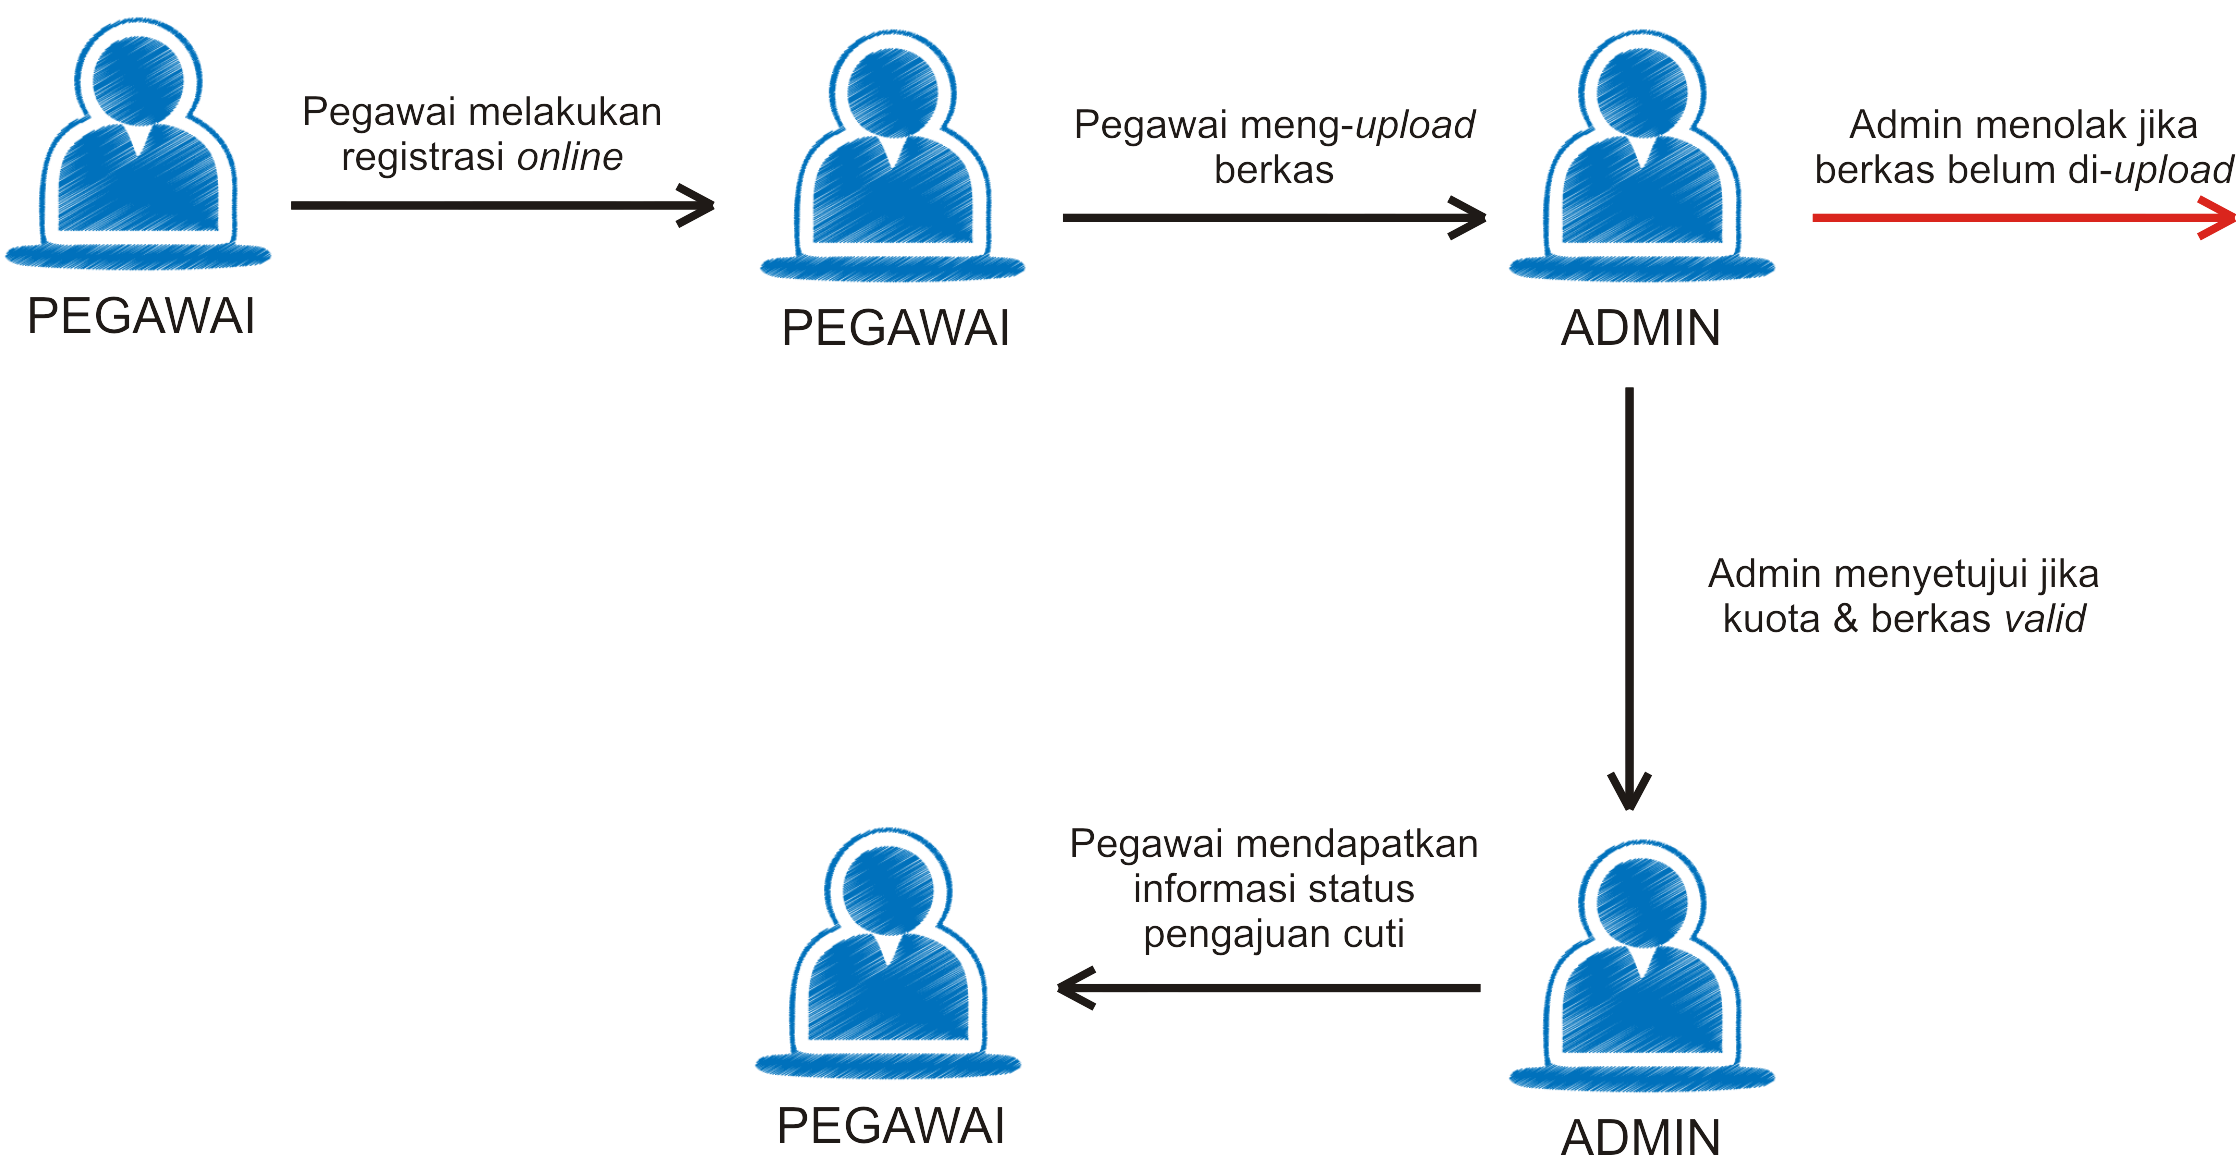 Pegawai melakukan
registrasi online
PEGAWAI
Pegawai meng-upload
berkas
PEGAWAI
ADMIN
Admin menolak jika
berkas belum di-upload
Admin menyetujui jika
kuota & berkas valid
ADMIN
Pegawai mendapatkan
informasi status
pengajuan cuti
PEGAWAI